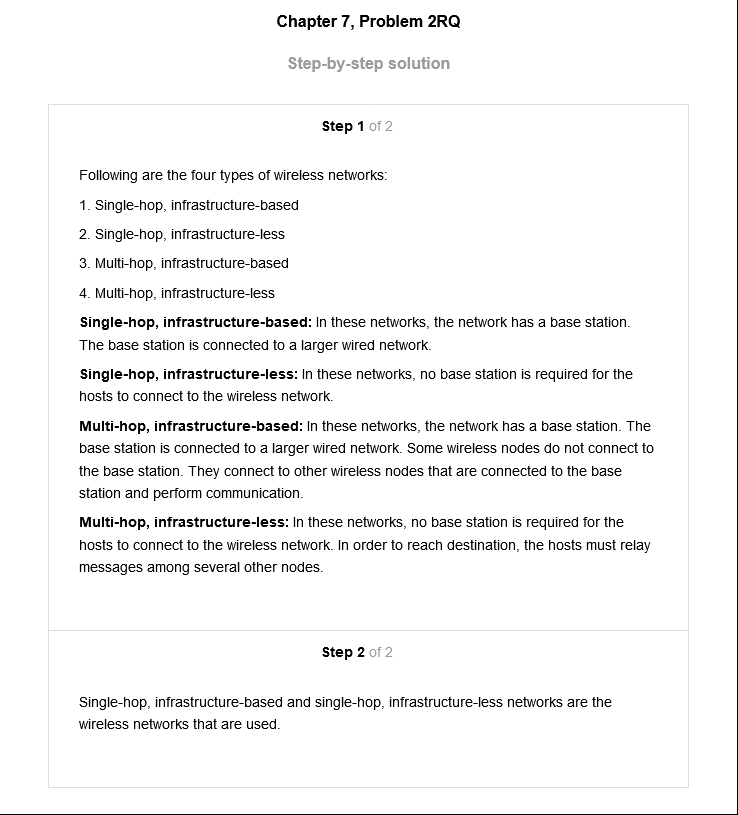 Chapter 7, Problem 2RQ
Step-by-step solution
Step 1 of 2
Following are the four types of wireless networks:
1. Single-hop, infrastructure-based
2. Single-hop, infrastructure-less
3. Multi-hop, infrastructure-based
4. Multi-hop, infrastructure-less
Single-hop, infrastructure-based: In these networks, the network has a base station.
The base station is connected to a larger wired network.
Single-hop, infrastructure-less: In these networks, no base station is required for the
hosts to connect to the wireless network.
Multi-hop, infrastructure-based: In these networks, the network has a base station. The
base station is connected to a larger wired network. Some wireless nodes do not connect to
the base station. They connect to other wireless nodes that are connected to the base
station and perform communication.
Multi-hop, infrastructure-less: In these networks, no base station is required for the
hosts to connect to the wireless network. In order to reach destination, the hosts must relay
messages among several other nodes.
Step 2 of 2
Single-hop, infrastructure-based and single-hop, infrastructure-less networks are the
wireless networks that are used.